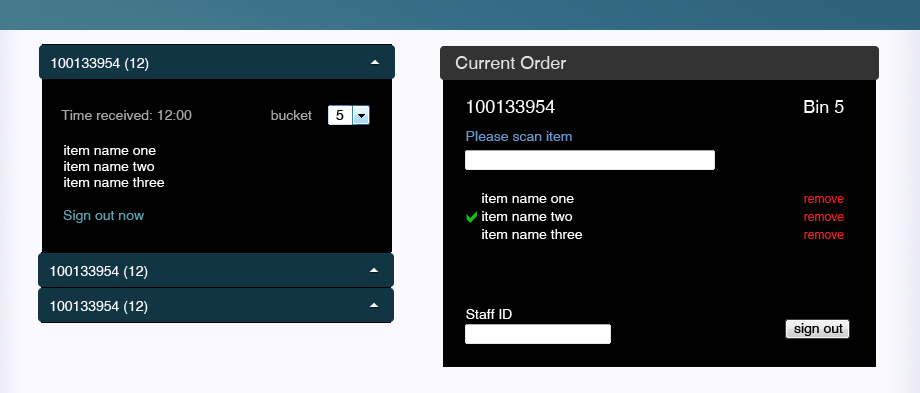 100133954 (12)
Time received: 12:00 bucket 5
item name one
item name two
item name three
Sign out now
100133954 (12)
100133954 (12)
Current Order
100133954 Bin 5
Please scan item
item name one remove
item name two remove
item name three remove
Staff ID
sign out